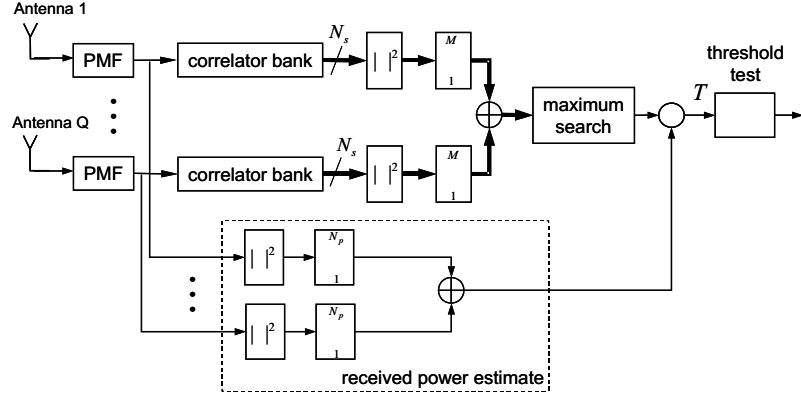 Antenna 1
PMF
correlator bank
N_s
| |²
M
1
threshold
test
maximum
search
T
Antenna Q
PMF
correlator bank
N_s
| |²
M
1
| |²
N_p
1
| |²
N_p
1
received power estimate